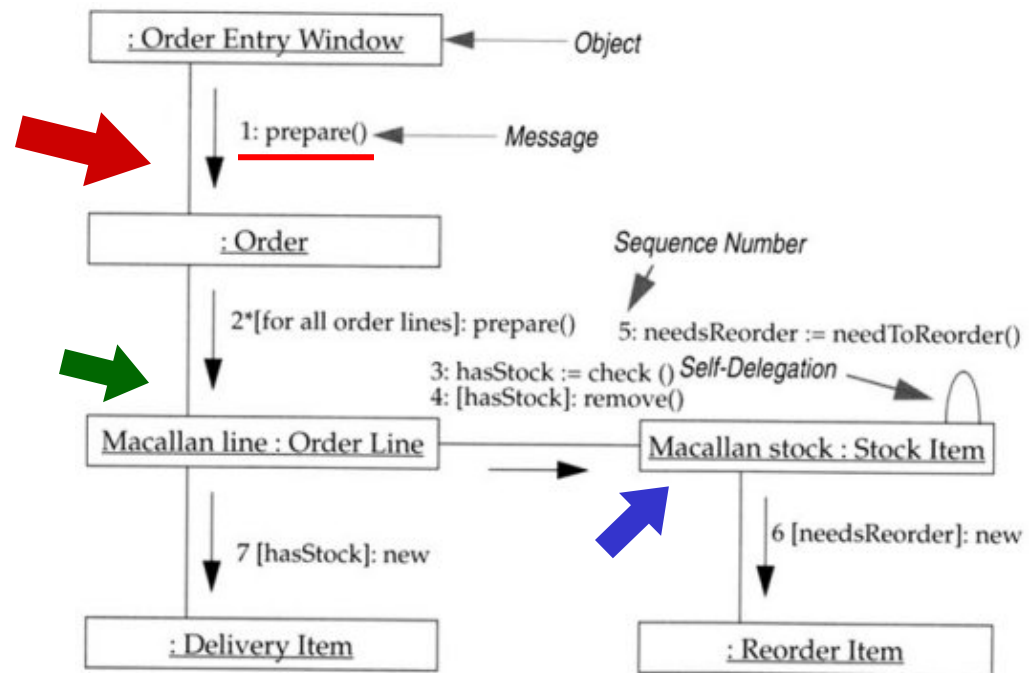 : Order Entry Window
Object
1: prepare()
Message
: Order
Sequence Number
2*[for all order lines]: prepare()
5: needsReorder := needToReorder()
3: hasStock := check ()
Self-Delegation
4: [hasStock]: remove()
Macallan line : Order Line
Macallan stock : Stock Item
7 [hasStock]: new
6 [needsReorder]: new
: Delivery Item
: Reorder Item